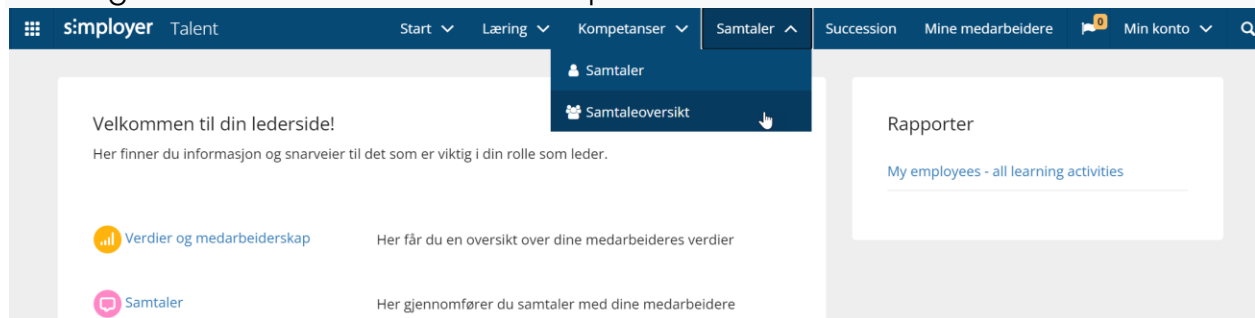 s:mployer Talent Start Læring Kompetanser Samtaler Succession Mine medarbeidere 0 Min konto
Samtaler
Samtaleoversikt
Velkommen til din lederside!
Her finner du informasjon og snarveier til det som er viktig i din rolle som leder.
Verdier og medarbeiderskap Her får du en oversikt over dine medarbeideres verdier
Samtaler Her gjennomfører du samtaler med dine medarbeidere
Rapporter
My employees - all learning activities